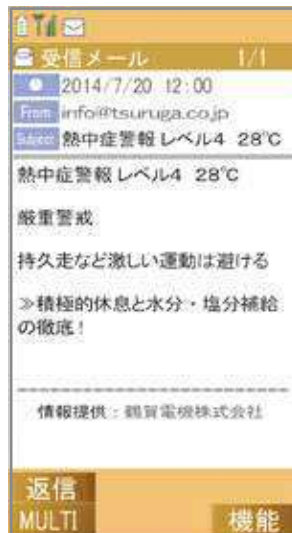 受信メール 1/1
2014/7/20 12:00
From info@tsuruga.co.jp
Subject 熱中症警報 レベル4 28℃
熱中症警報 レベル4 28℃
厳重警戒
持久走など激しい運動は避ける
≫積極的休息と水分・塩分補給
の徹底!
情報提供:鶴賀電機株式会社
返信
MULTI 機能